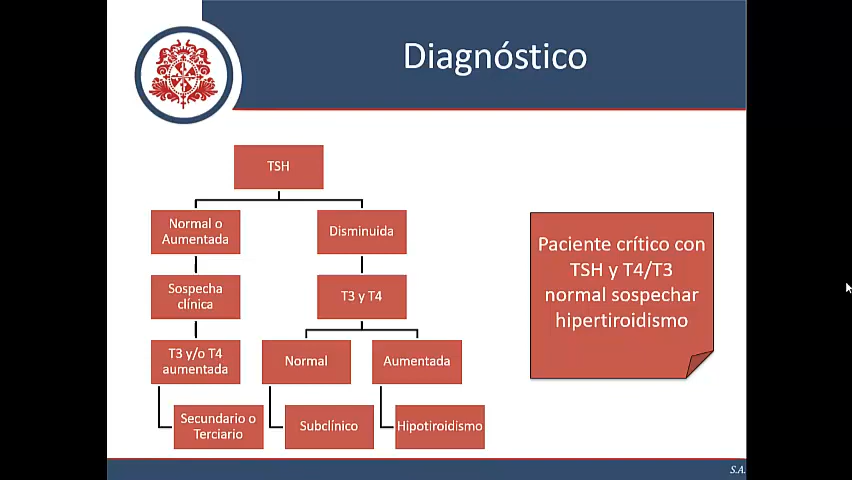 Diagnóstico
TSH
Normal o
Aumentada
Disminuida
Sospecha
clínica
T3 y T4
T3 y/o T4
aumentada
Normal
Aumentada
Secundario o
Terciario
Subclínico
Hipotiroidismo
Paciente crítico con
TSH y T4/T3
normal sospechar
hipertiroidismo
S.A.